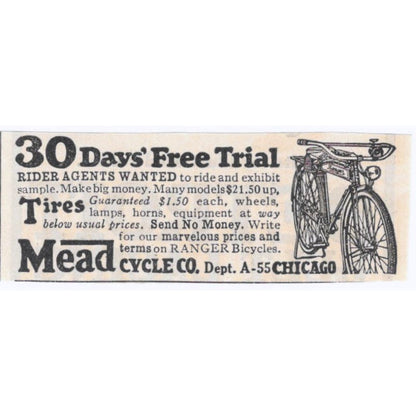 30 Days' Free Trial
RIDER AGENTS WANTED to ride and exhibit
sample. Make big money. Many models $21.50 up,
Tires Guaranteed $1.50 each, wheels,
lamps, horns, equipment at way
below usual prices. Send No Money. Write
for our marvelous prices and
terms on RANGER Bicycles.
Mead CYCLE CO. Dept. A-55 CHICAGO